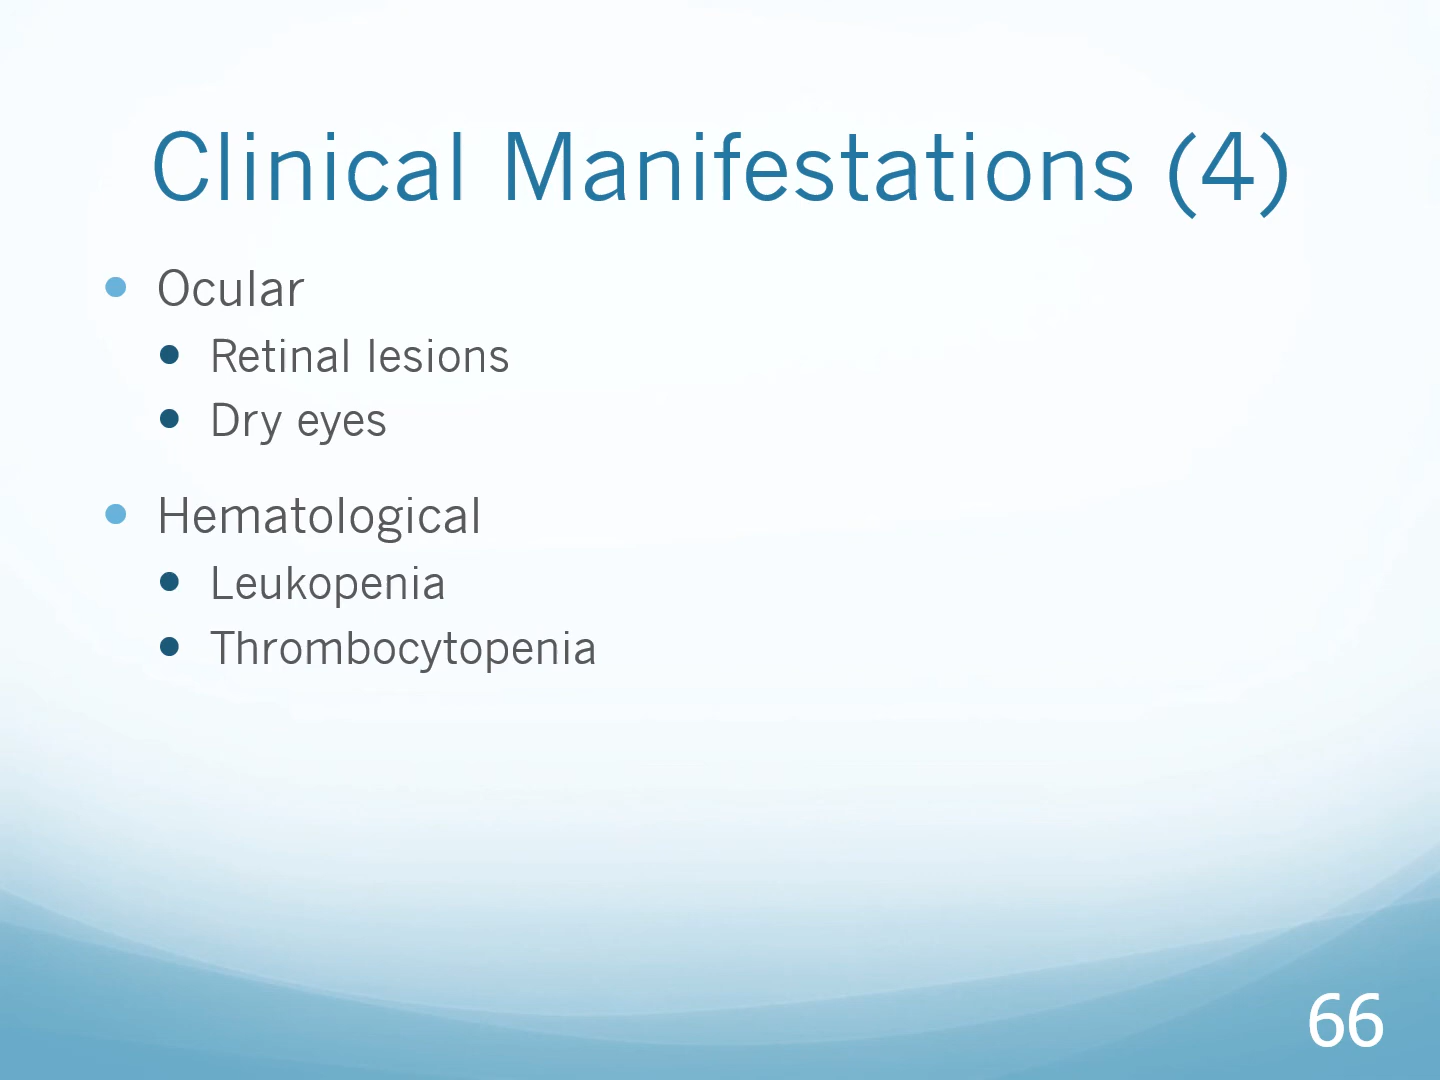 Clinical Manifestations (4)
Ocular
Retinal lesions
Dry eyes
Hematological
Leukopenia
Thrombocytopenia
66